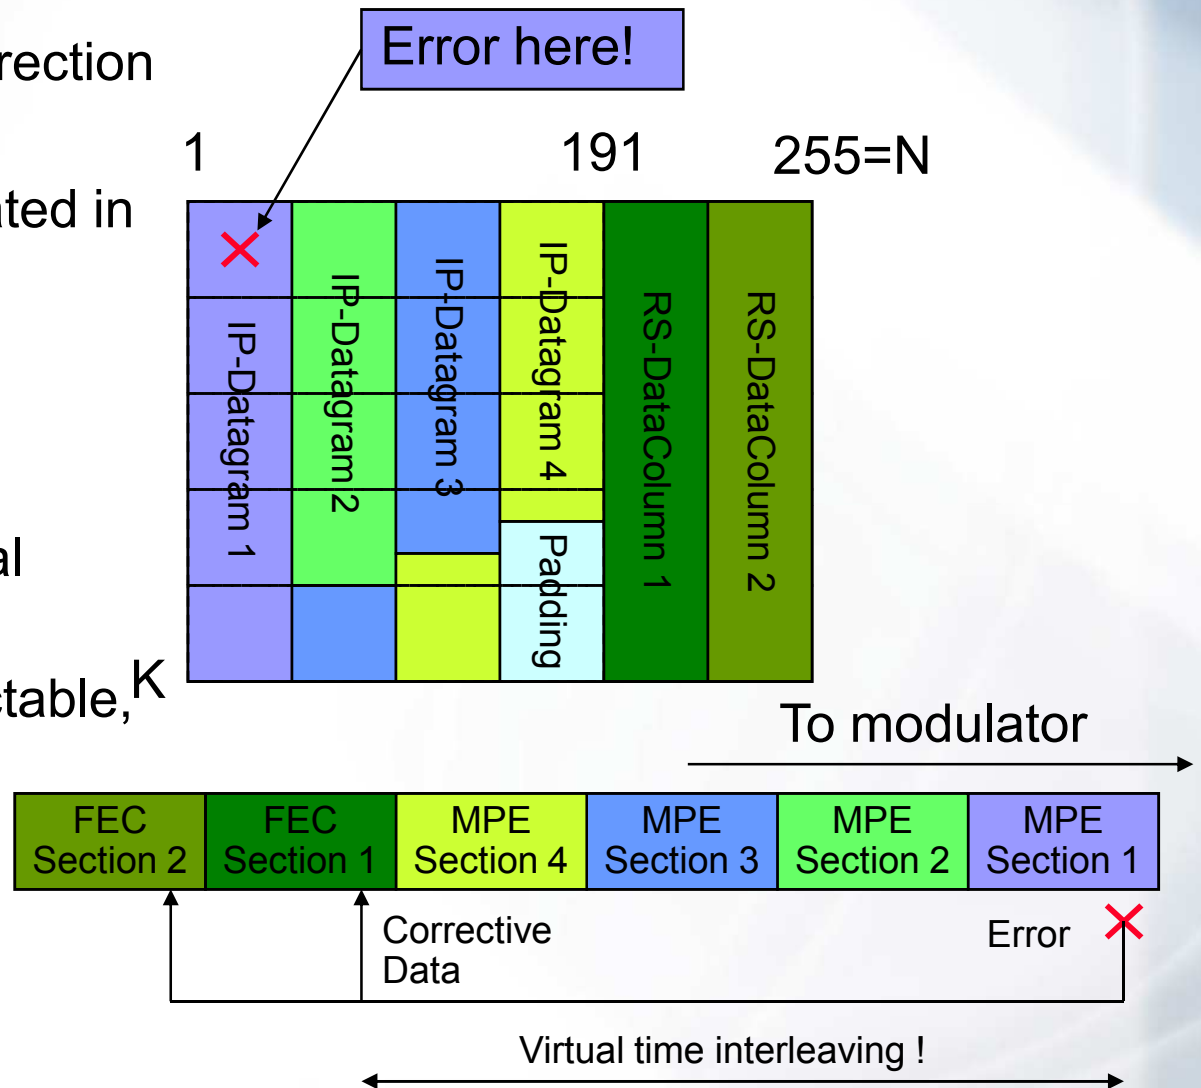 rection
Error here!
1 191 255=N
ated in
IP-Datagram 1
IP-Datagram 2
IP-Datagram 3
IP-Datagram 4
Padding
RS-DataColumn 1
RS-DataColumn 2
al
ctable,
K
To modulator
FEC
Section 2
FEC
Section 1
MPE
Section 4
MPE
Section 3
MPE
Section 2
MPE
Section 1
Corrective
Data
Error
Virtual time interleaving !